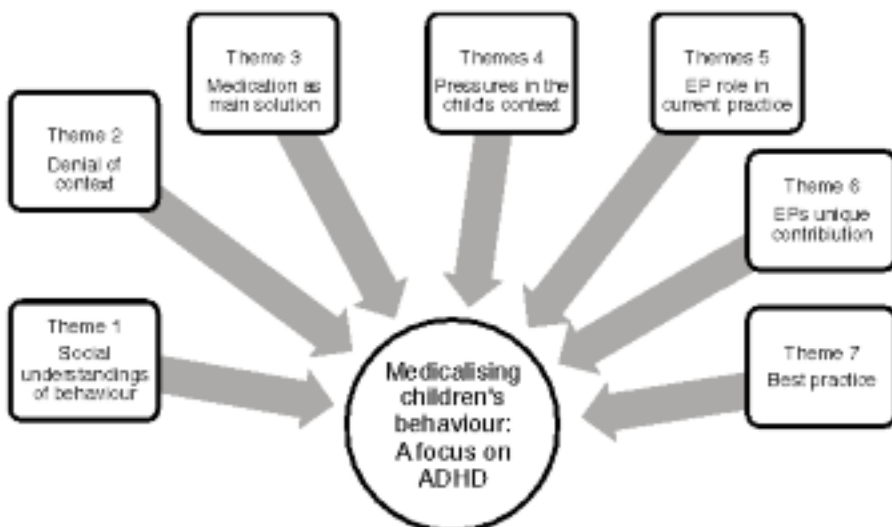 Theme 1
Social
understandings
of behaviour
Theme 2
Denial of
context
Theme 3
Medication as
main solution
Themes 4
Pressures in the
child's context
Themes 5
EP role in
current practice
Theme 6
EPs unique
contribiution
Theme 7
Best practice
Medicalising
children's
behaviour:
A focus on
ADHD